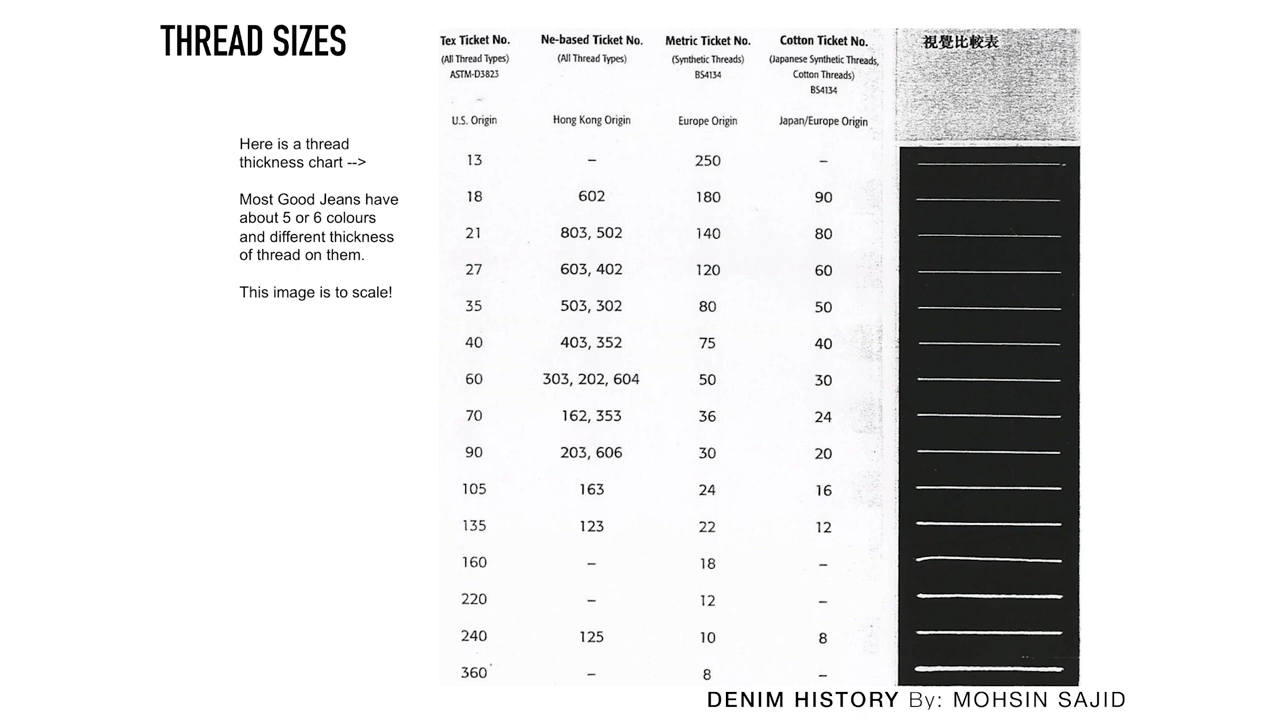 THREAD SIZES
Here is a thread
thickness chart -->
Most Good Jeans have
about 5 or 6 colours
and different thickness
of thread on them.
This image is to scale!
Tex Ticket No. Ne-based Ticket No. Metric Ticket No. Cotton Ticket No. 視覺比較表
(All Thread Types) (All Thread Types) (Synthetic Threads) (Japanese Synthetic Threads,
ASTM-D3823 BS4134 Cotton Threads)
BS4134
U.S. Origin Hong Kong Origin Europe Origin Japan/Europe Origin
13 – 250 –
18 602 180 90
21 803, 502 140 80
27 603, 402 120 60
35 503, 302 80 50
40 403, 352 75 40
60 303, 202, 604 50 30
70 162, 353 36 24
90 203, 606 30 20
105 163 24 16
135 123 22 12
160 – 18 –
220 – 12 –
240 125 10 8
360 – 8 –
DENIM HISTORY By: MOHSIN SAJID